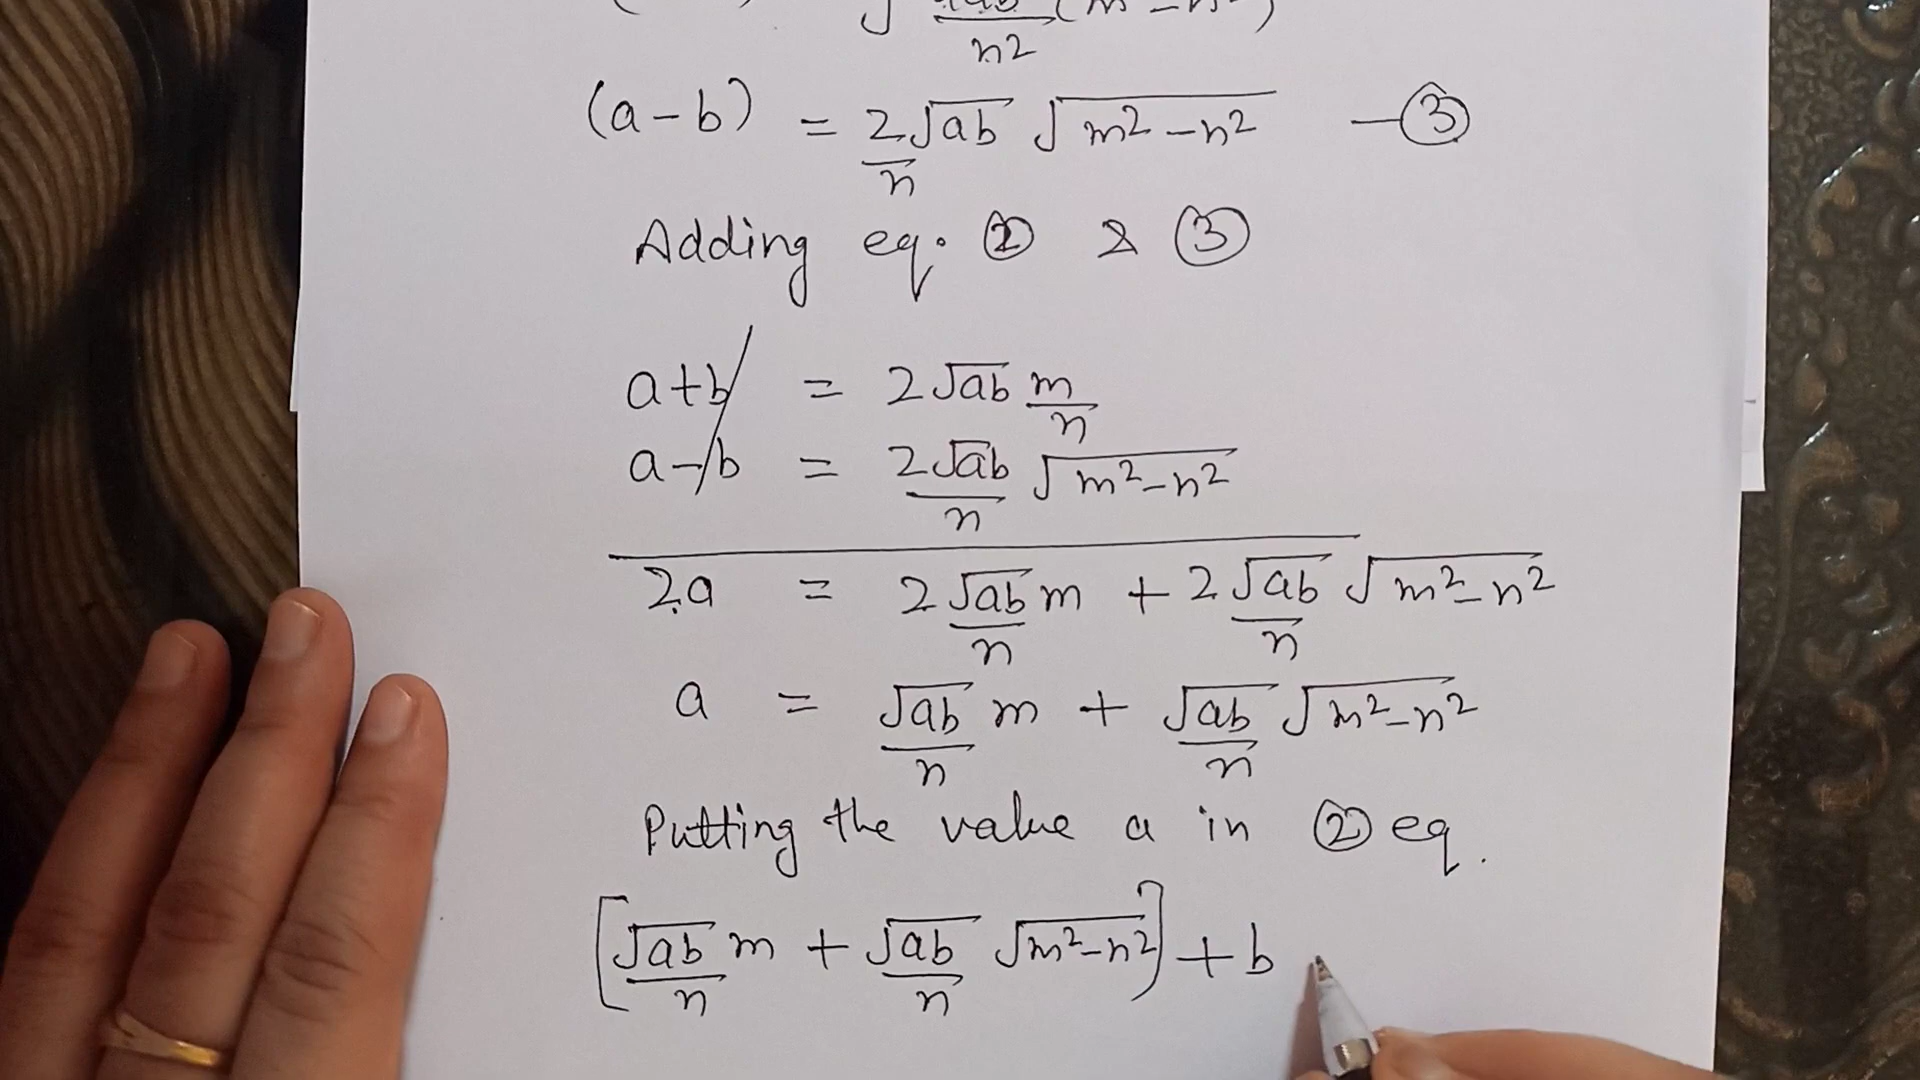 n2
(a-b) = 2/n √ab √m²-n² -③
Adding eq. ② & ③
a+b = 2√ab m/n
a-b = 2√ab/n √m²-n²
2a = 2√ab/n m + 2√ab/n √m²-n²
a = √ab/n m + √ab/n √m²-n²
Putting the value a in ② eq.
[√ab/n m + √ab/n √m²-n²] + b